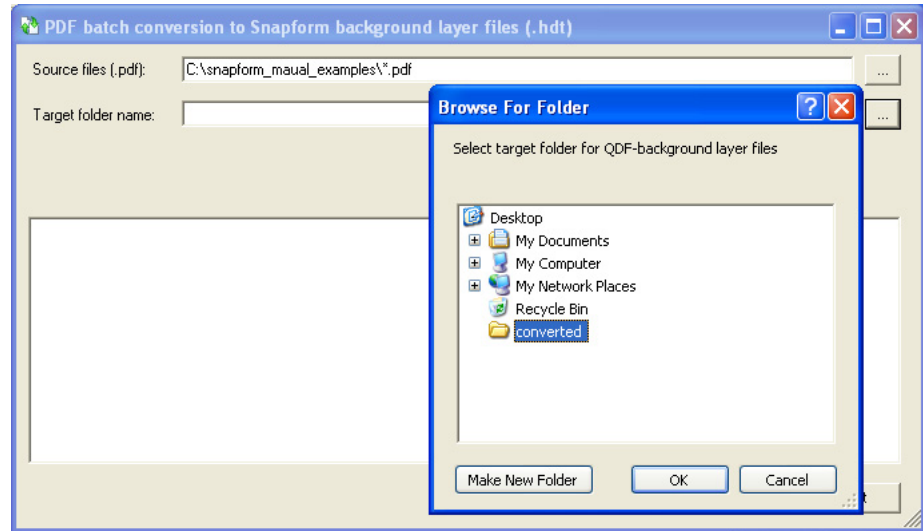 PDF batch conversion to Snapform background layer files (.hdt)
Source files (.pdf):
C:\snapform_maual_examples\*.pdf
...
Target folder name:
...
Browse For Folder
Select target folder for QDF-background layer files
Desktop
My Documents
My Computer
My Network Places
Recycle Bin
converted
Make New Folder
OK
Cancel